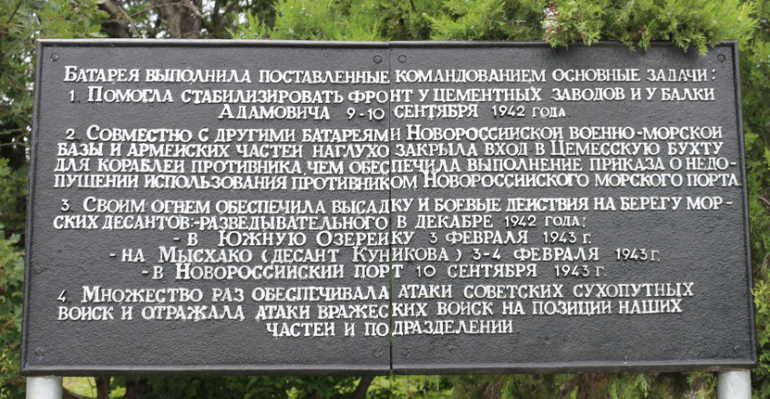 БАТАРЕЯ ВЫПОЛНИЛА ПОСТАВЛЕННЫЕ КОМАНДОВАНИЕМ ОСНОВНЫЕ ЗАДАЧИ:
1. ПОМОГЛА СТАБИЛИЗИРОВАТЬ ФРОНТ У ЦЕМЕНТНЫХ ЗАВОДОВ И У БАЛКИ
АДАМОВИЧА 9-10 СЕНТЯБРЯ 1942 ГОДА
2. СОВМЕСТНО С ДРУГИМИ БАТАРЕЯМИ НОВОРОССИЙСКОЙ ВОЕННО-МОРСКОЙ
БАЗЫ И АРМЕЙСКИХ ЧАСТЕЙ НАГЛУХО ЗАКРЫЛА ВХОД В ЦЕМЕССКУЮ БУХТУ
ДЛЯ КОРАБЛЕЙ ПРОТИВНИКА ЧЕМ ОБЕСПЕЧИЛА ВЫПОЛНЕНИЕ ПРИКАЗА О НЕДО-
ПУЩЕНИИ ИСПОЛЬЗОВАНИЯ ПРОТИВНИКОМ НОВОРОССИЙСКОГО МОРСКОГО ПОРТА
3. СВОИМ ОГНЕМ ОБЕСПЕЧИЛА ВЫСАДКУ И БОЕВЫЕ ДЕЙСТВИЯ НА БЕРЕГУ МОР-
СКИХ ДЕСАНТОВ:-РАЗВЕДЫВАТЕЛЬНОГО В ДЕКАБРЕ 1942 ГОДА;
- В ЮЖНУЮ ОЗЕРЕЙКУ 3 ФЕВРАЛЯ 1943 Г.
- НА МЫСХАКО (ДЕСАНТ КУНИКОВА) 3-4 ФЕВРАЛЯ 1943 Г.
- В НОВОРОССИЙСКИЙ ПОРТ 10 СЕНТЯБРЯ 1943 Г.
4. МНОЖЕСТВО РАЗ ОБЕСПЕЧИВАЛА АТАКИ СОВЕТСКИХ СУХОПУТНЫХ
ВОЙСК И ОТРАЖАЛА АТАКИ ВРАЖЕСКИХ ВОЙСК НА ПОЗИЦИИ НАШИХ
ЧАСТЕЙ И ПОДРАЗДЕЛЕНИЙ